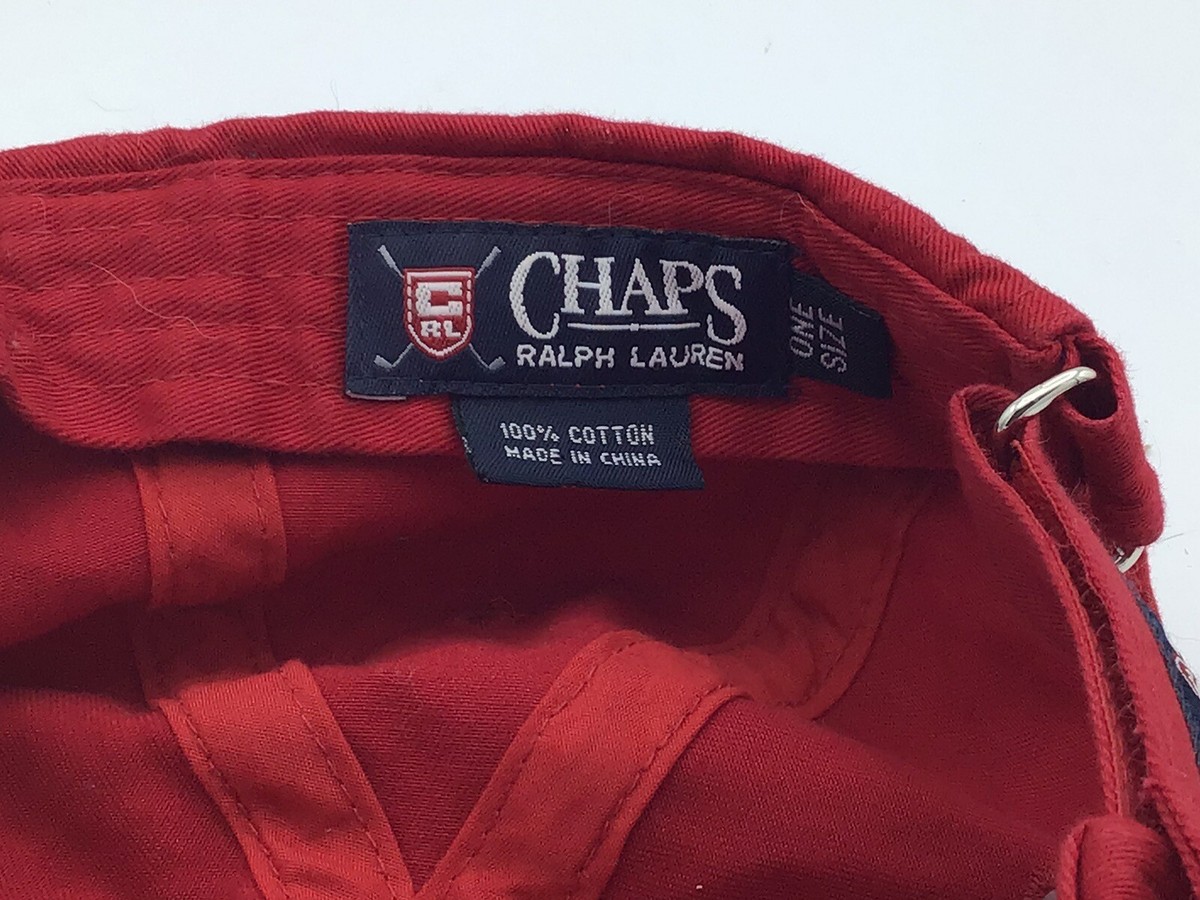 C
RL
CHAPS
RALPH LAUREN
ONE
SIZE
100% COTTON
MADE IN CHINA